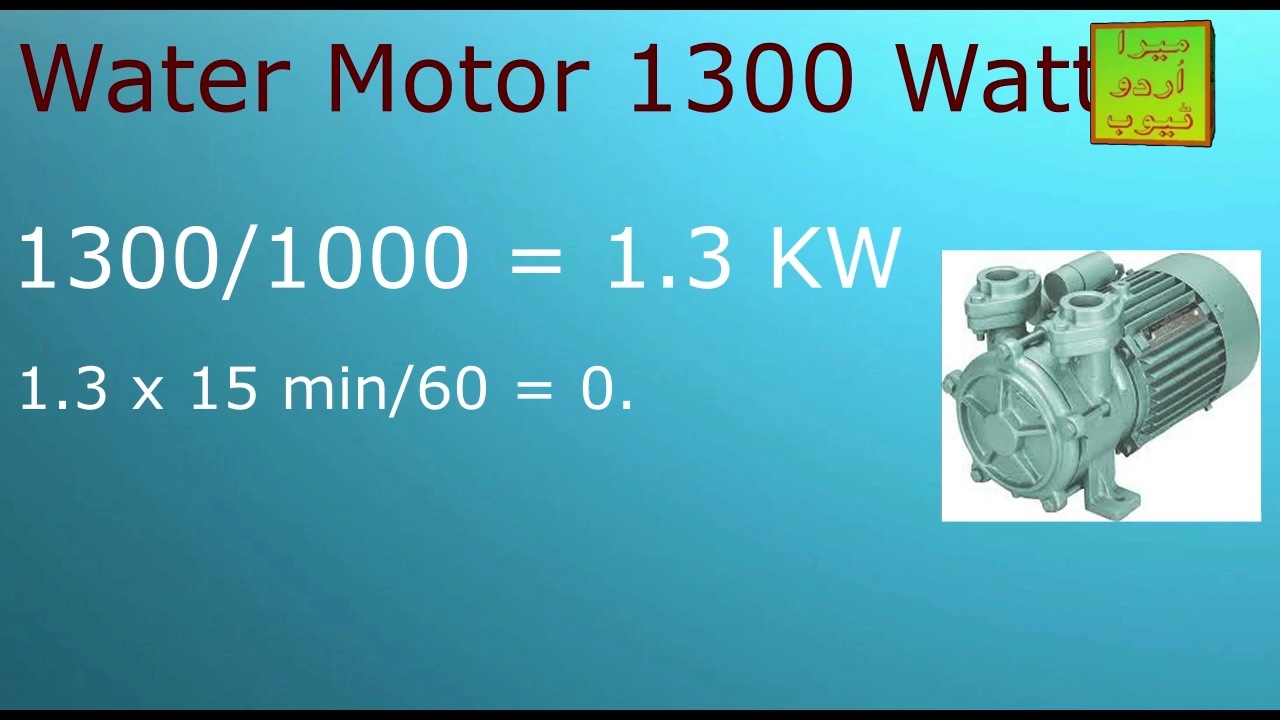 Water Motor 1300 Watt
میرا
اُردو
ٹیوب
1300/1000 = 1.3 KW
1.3 x 15 min/60 = 0.